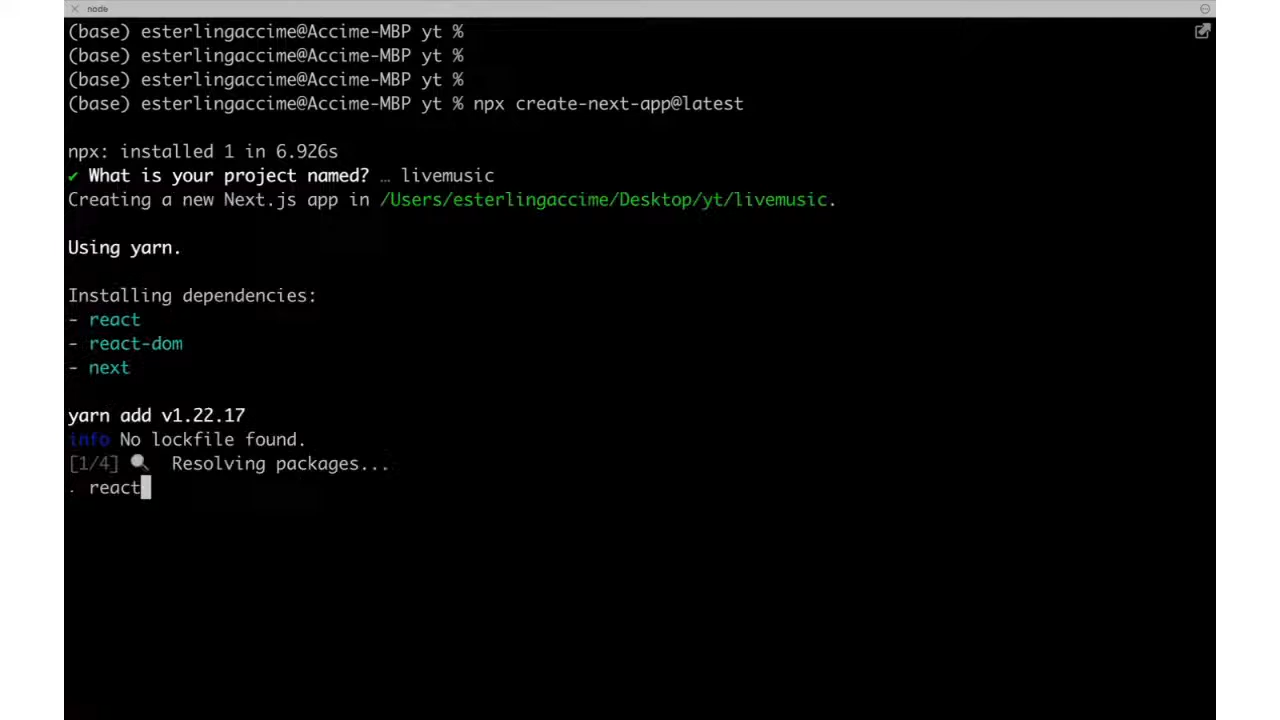 node
(base) esterlingaccime@Accime-MBP yt %
(base) esterlingaccime@Accime-MBP yt %
(base) esterlingaccime@Accime-MBP yt %
(base) esterlingaccime@Accime-MBP yt % npx create-next-app@latest
npx: installed 1 in 6.926s
✔ What is your project named? … livemusic
Creating a new Next.js app in /Users/esterlingaccime/Desktop/yt/livemusic.
Using yarn.
Installing dependencies:
- react
- react-dom
- next
yarn add v1.22.17
info No lockfile found.
[1/4] 🔍 Resolving packages...
. react